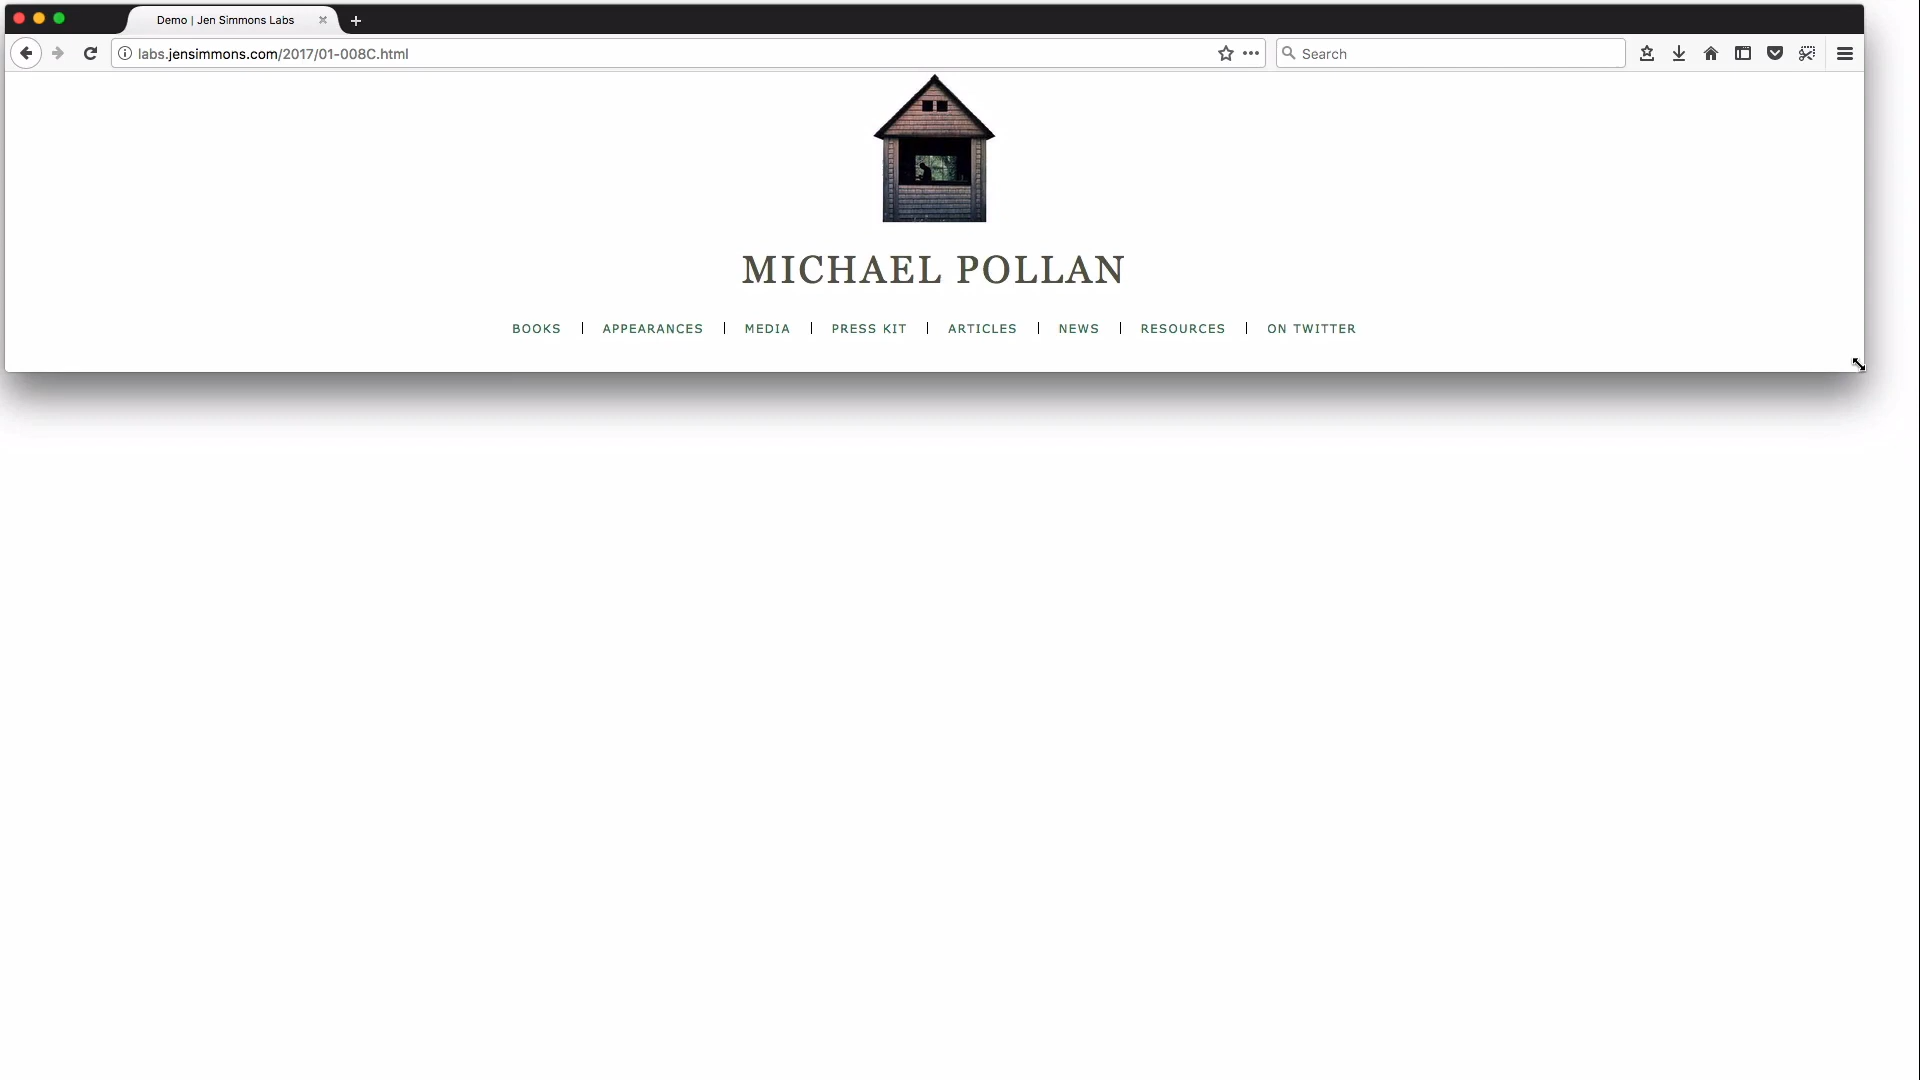 Demo | Jen Simmons Labs
labs.jensimmons.com/2017/01-008C.html
Search
MICHAEL POLLAN
BOOKS | APPEARANCES | MEDIA | PRESS KIT | ARTICLES | NEWS | RESOURCES | ON TWITTER